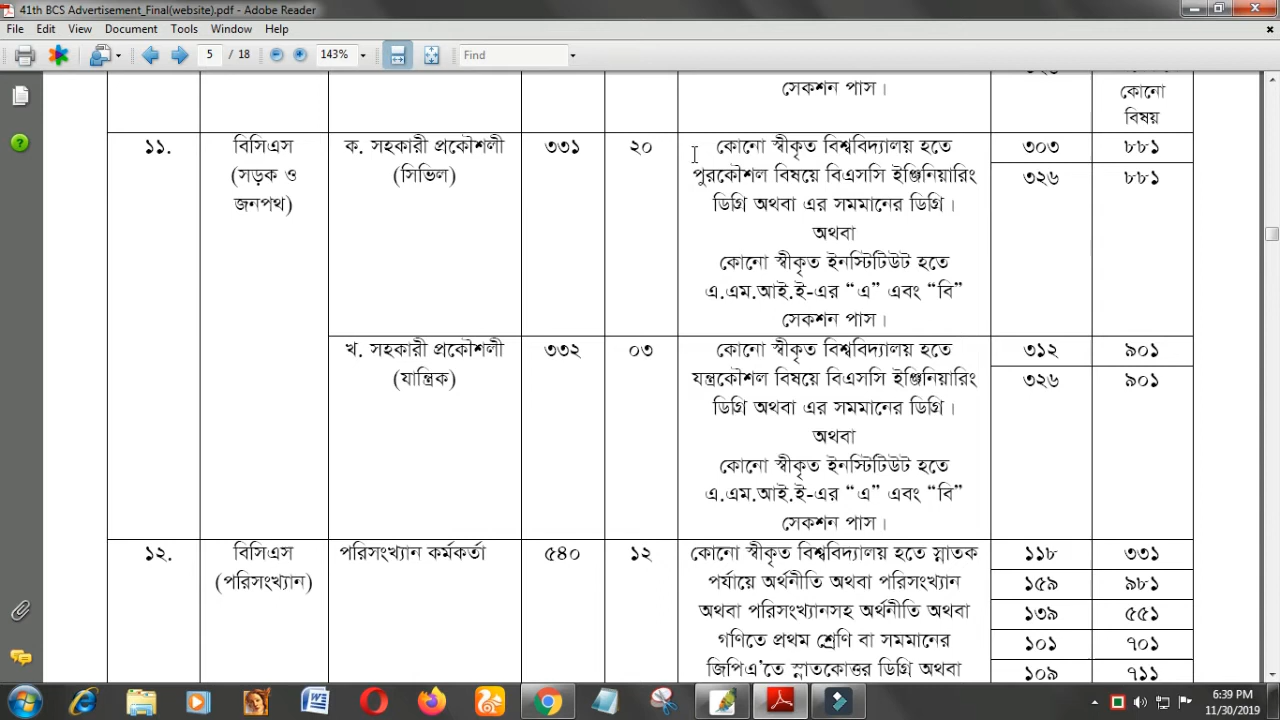 41th BCS Advertisement_Final(website).pdf - Adobe Reader
File Edit View Document Tools Window Help
5 / 18 143% Find
সেকশন পাস।
কোনো
বিষয়
১১.
বিসিএস
(সড়ক ও
জনপথ)
ক. সহকারী প্রকৌশলী
(সিভিল)
৩৩১
২০
কোনো স্বীকৃত বিশ্ববিদ্যালয় হতে
পুরকৌশল বিষয়ে বিএসসি ইঞ্জিনিয়ারিং
ডিগ্রি অথবা এর সমমানের ডিগ্রি।
অথবা
কোনো স্বীকৃত ইনস্টিটিউট হতে
এ.এম.আই.ই-এর “এ” এবং “বি”
সেকশন পাস।
৩০৩ ৮৮১
৩২৬ ৮৮১
খ. সহকারী প্রকৌশলী
(যান্ত্রিক)
৩৩২
০৩
কোনো স্বীকৃত বিশ্ববিদ্যালয় হতে
যন্ত্রকৌশল বিষয়ে বিএসসি ইঞ্জিনিয়ারিং
ডিগ্রি অথবা এর সমমানের ডিগ্রি।
অথবা
কোনো স্বীকৃত ইনস্টিটিউট হতে
এ.এম.আই.ই-এর “এ” এবং “বি”
সেকশন পাস।
৩১২ ৯০১
৩২৬ ৯০১
১২.
বিসিএস
(পরিসংখ্যান)
পরিসংখ্যান কর্মকর্তা
৫৪০
১২
কোনো স্বীকৃত বিশ্ববিদ্যালয় হতে স্নাতক
পর্যায়ে অর্থনীতি অথবা পরিসংখ্যান
অথবা পরিসংখ্যানসহ অর্থনীতি অথবা
গণিতে প্রথম শ্রেণি বা সমমানের
জিপিএ’তে স্নাতকোত্তর ডিগ্রি অথবা
১১৮ ৩৩১
১৫৯ ৯৮১
১৩৯ ৫৫১
১০১ ৭০১
১০৯ ৭১১
6:39 PM
11/30/2019